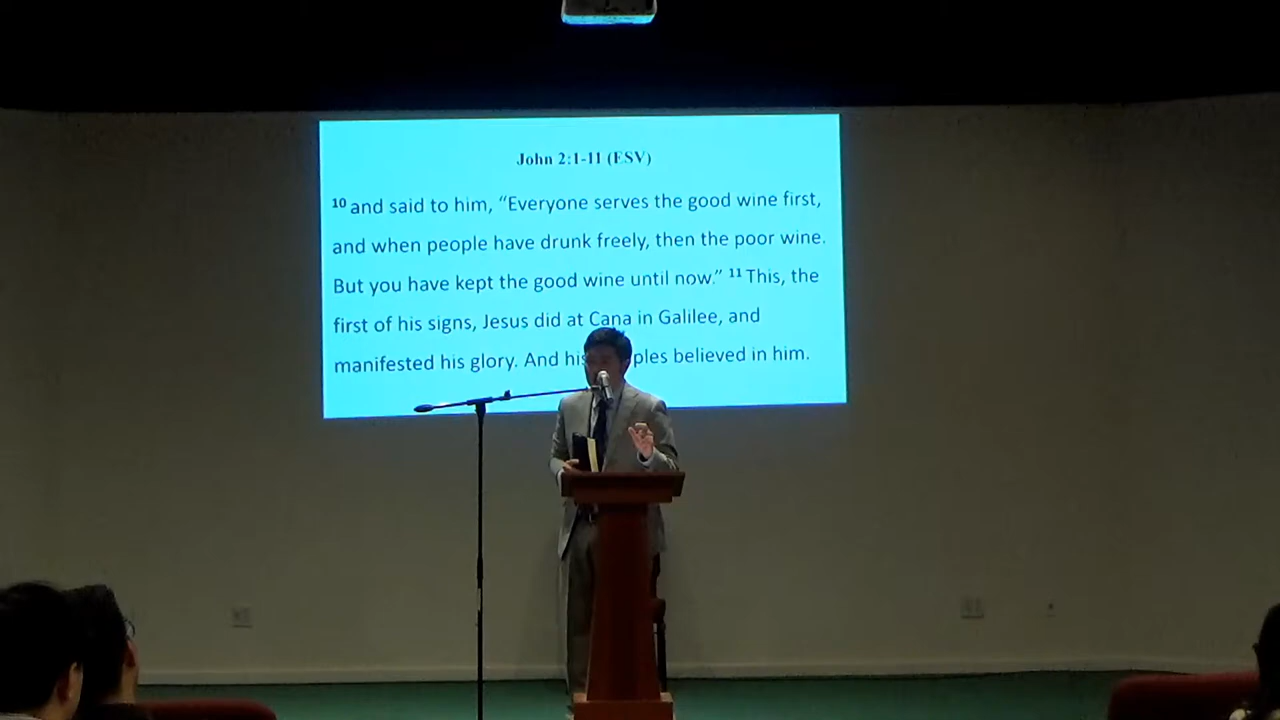 John 2:1-11 (ESV)
10 and said to him, “Everyone serves the good wine first,
and when people have drunk freely, then the poor wine.
But you have kept the good wine until now.” 11 This, the
first of his signs, Jesus did at Cana in Galilee, and
manifested his glory. And his ples believed in him.